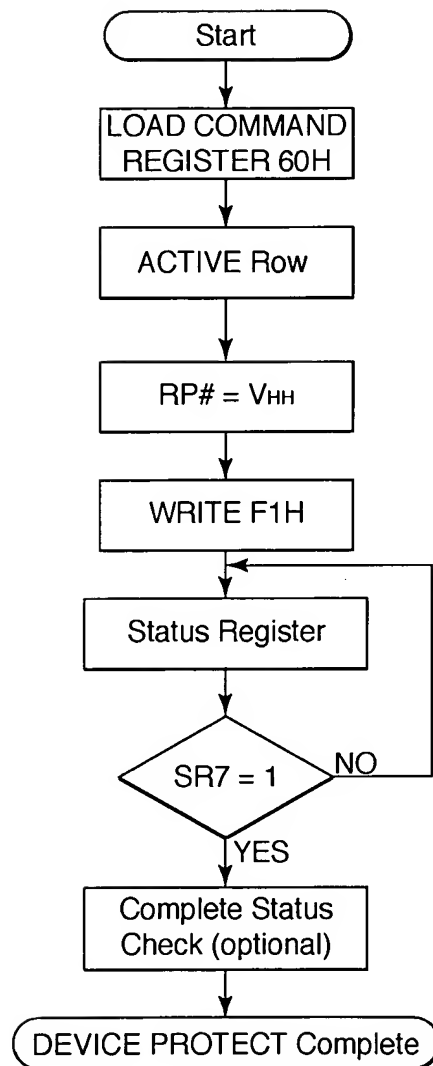 Start
LOAD COMMAND
REGISTER 60H
ACTIVE Row
RP# = VHH
WRITE F1H
Status Register
SR7 = 1
NO
YES
Complete Status
Check (optional)
DEVICE PROTECT Complete